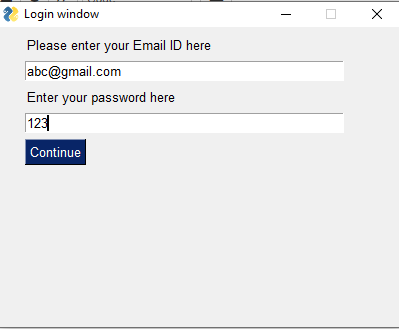 Login window
Please enter your Email ID here
abc@gmail.com
Enter your password here
123
Continue